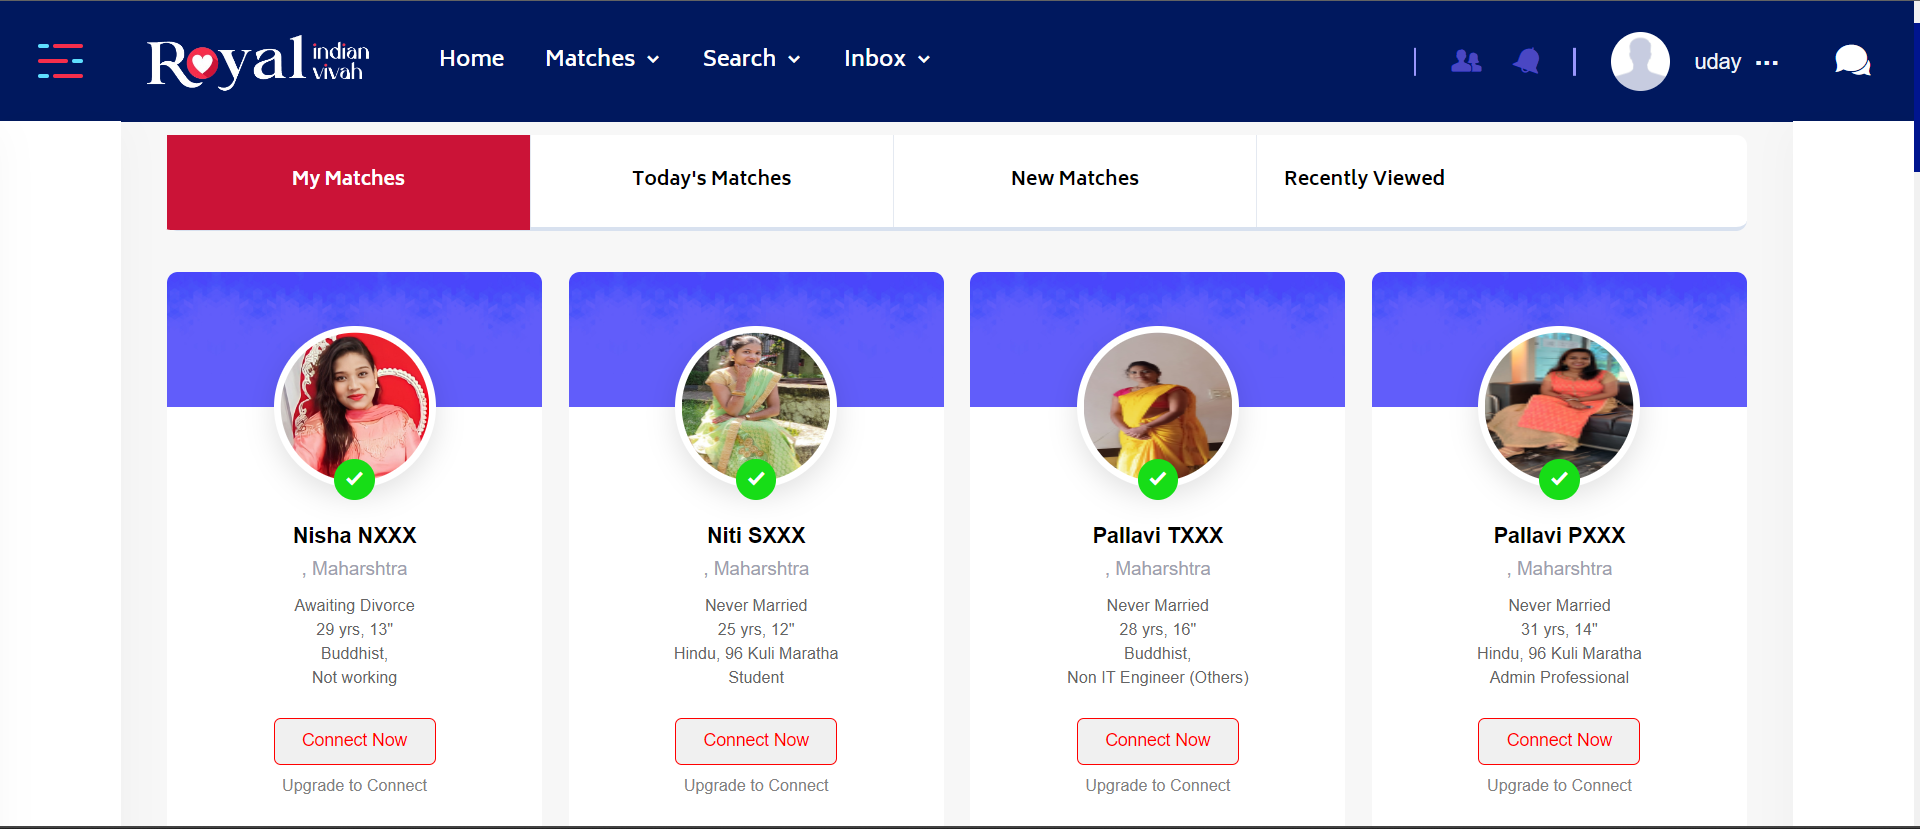 Royal indian vivah
Home Matches Search Inbox uday ...
My Matches Today's Matches New Matches Recently Viewed
Nisha NXXX
, Maharshtra
Awaiting Divorce
29 yrs, 13"
Buddhist,
Not working
Connect Now
Upgrade to Connect
Niti SXXX
, Maharshtra
Never Married
25 yrs, 12"
Hindu, 96 Kuli Maratha
Student
Connect Now
Upgrade to Connect
Pallavi TXXX
, Maharshtra
Never Married
28 yrs, 16"
Buddhist,
Non IT Engineer (Others)
Connect Now
Upgrade to Connect
Pallavi PXXX
, Maharshtra
Never Married
31 yrs, 14"
Hindu, 96 Kuli Maratha
Admin Professional
Connect Now
Upgrade to Connect